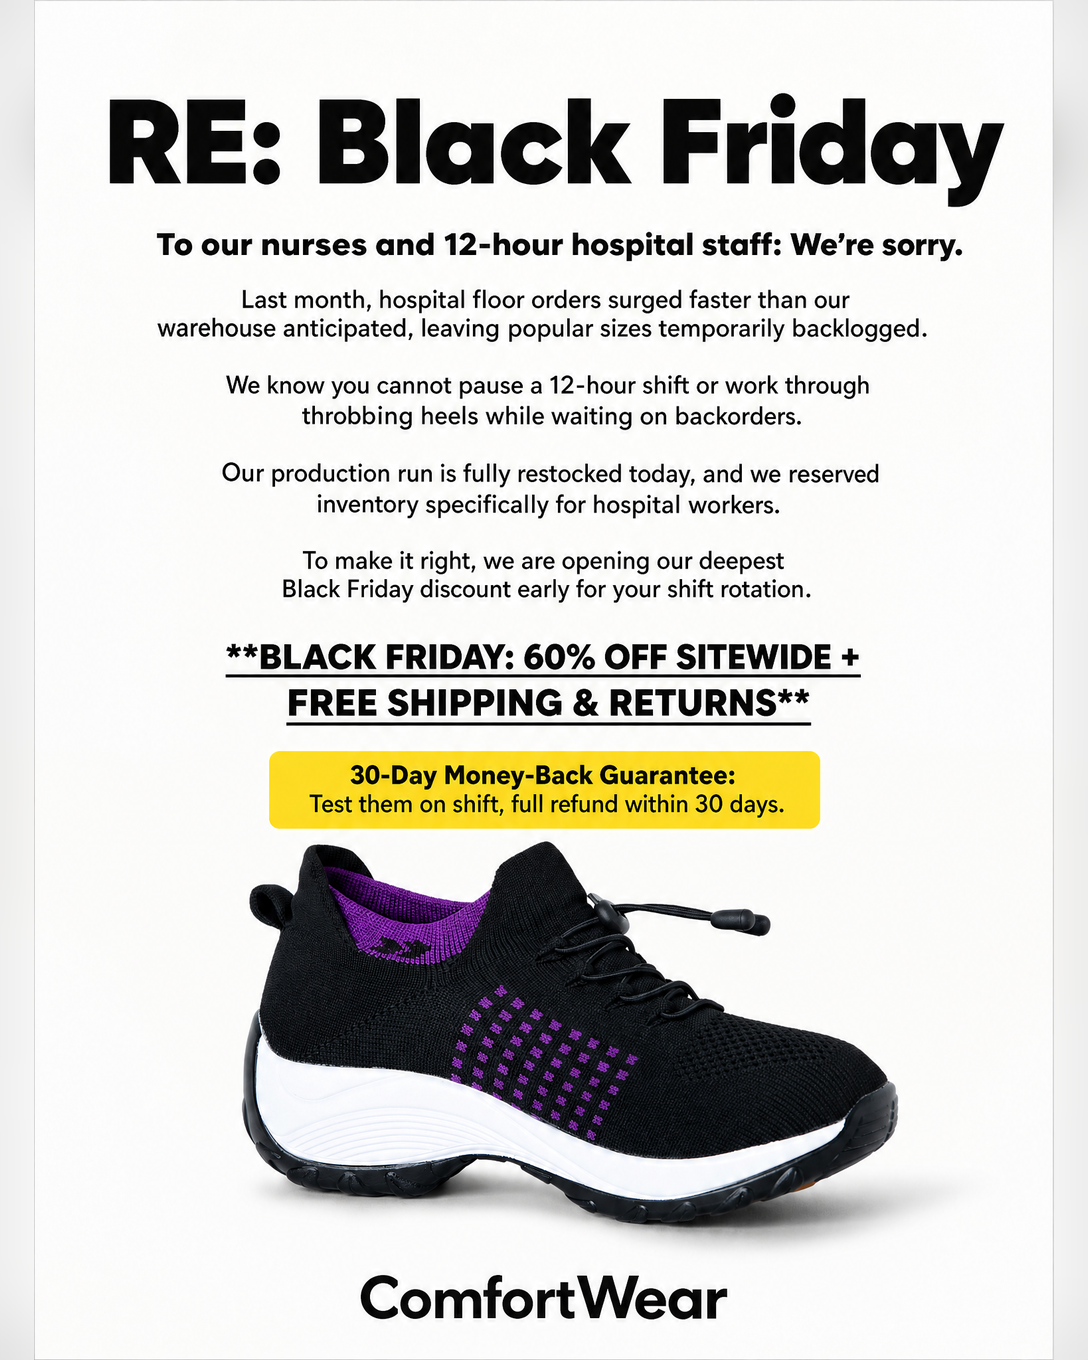 RE: Black Friday
To our nurses and 12-hour hospital staff: We’re sorry.
Last month, hospital floor orders surged faster than our
warehouse anticipated, leaving popular sizes temporarily backlogged.
We know you cannot pause a 12-hour shift or work through
throbbing heels while waiting on backorders.
Our production run is fully restocked today, and we reserved
inventory specifically for hospital workers.
To make it right, we are opening our deepest
Black Friday discount early for your shift rotation.
**BLACK FRIDAY: 60% OFF SITEWIDE +
FREE SHIPPING & RETURNS**
30-Day Money-Back Guarantee:
Test them on shift, full refund within 30 days.
ComfortWear